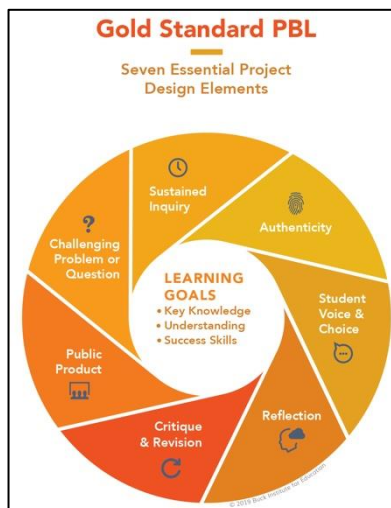 Gold Standard PBL
Seven Essential Project
Design Elements
?
Challenging
Problem or
Question
Sustained
Inquiry
Authenticity
Student
Voice &
Choice
Reflection
Critique
& Revision
Public
Product
LEARNING
GOALS
• Key Knowledge
• Understanding
• Success Skills
© 2019 Buck Institute for Education